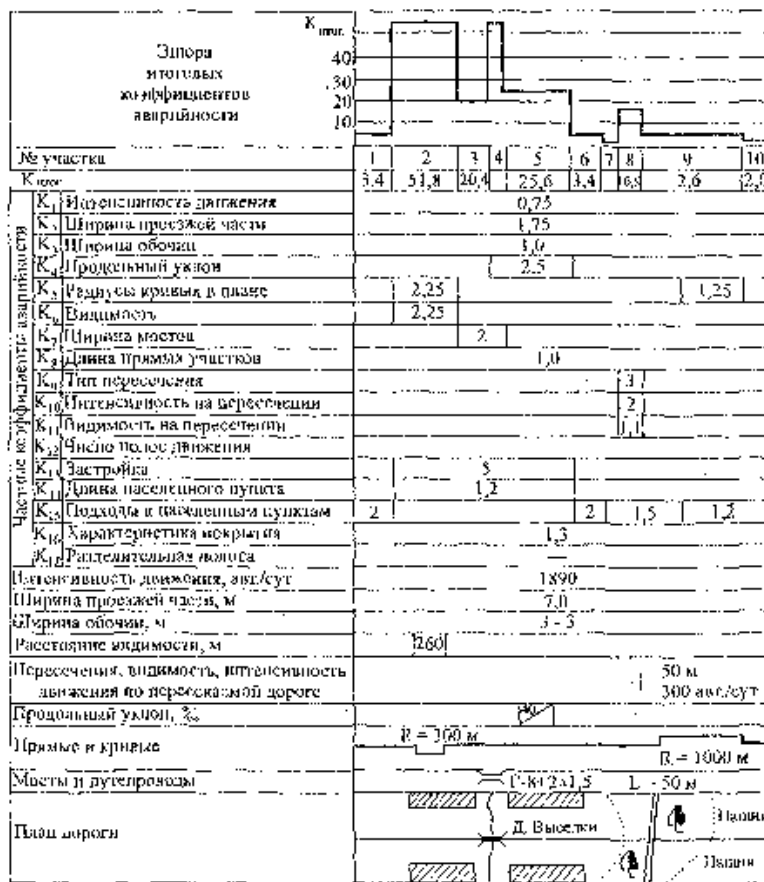 Эпюра
итоговых
коэффициентов
аварийности
К итог.
40
30
20
10
№ участка 1 2 3 4 5 6 7 8 9 10
К итог 3,4 51,8 20,4 25,6 3,4 2,6
Частные коэффициенты аварийности
К1 Интенсивность движения 0,75
К2 Ширина проезжей части 1,75
К3 Ширина обочин 1,0
К4 Продольный уклон 2.5
К5 Радиусы кривых в плане 2,25 1,25
К6 Видимость 2,25
К7 Ширина мостов 2
К8 Длина прямых участков 1,0
К9 Тип пересечения 3
К10 Интенсивность на пересечении 2
К11 Видимость на пересечении 1,1
К12 Число полос движения
К13 Застройка 5
К14 Длина населенного пункта 1,2
К15 Подходы к населенным пунктам 2 2 1,5 1,2
К16 Характеристика покрытия 1,3
К17 Разделительная полоса —
Интенсивность движения, авт./сут 1890
Ширина проезжей части, м 7,0
Ширина обочин, м 3 - 3
Расстояние видимости, м 260
Пересечения, видимость, интенсивность
движения по пересекаемой дороге
50 м
300 авт./сут
Продольный уклон, ‰
Прямые и кривые R = 300 м R = 1000 м
Мосты и путепроводы Г-8+2x1,5 L - 50 м
План дороги Д. Выселки
Пашня
Пашня